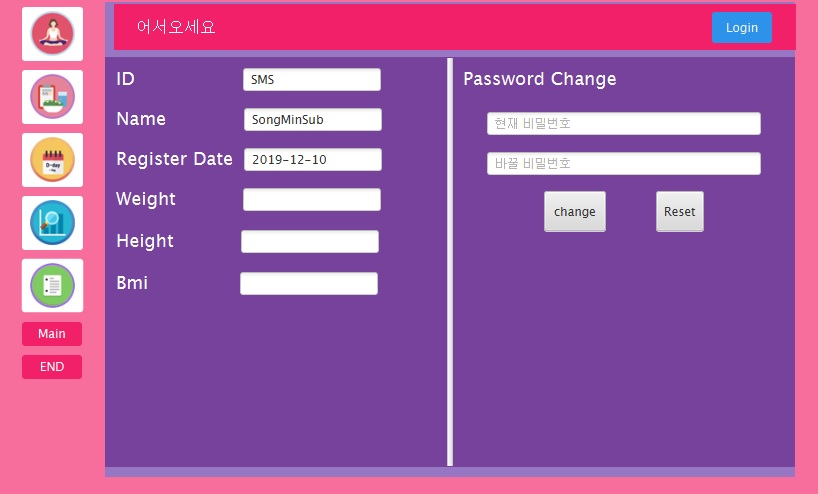 어서오세요
Login
ID
SMS
Name
SongMinSub
Register Date
2019-12-10
Weight
Height
Bmi
Password Change
현재 비밀번호
바꿀 비밀번호
change
Reset
D-day
Main
END